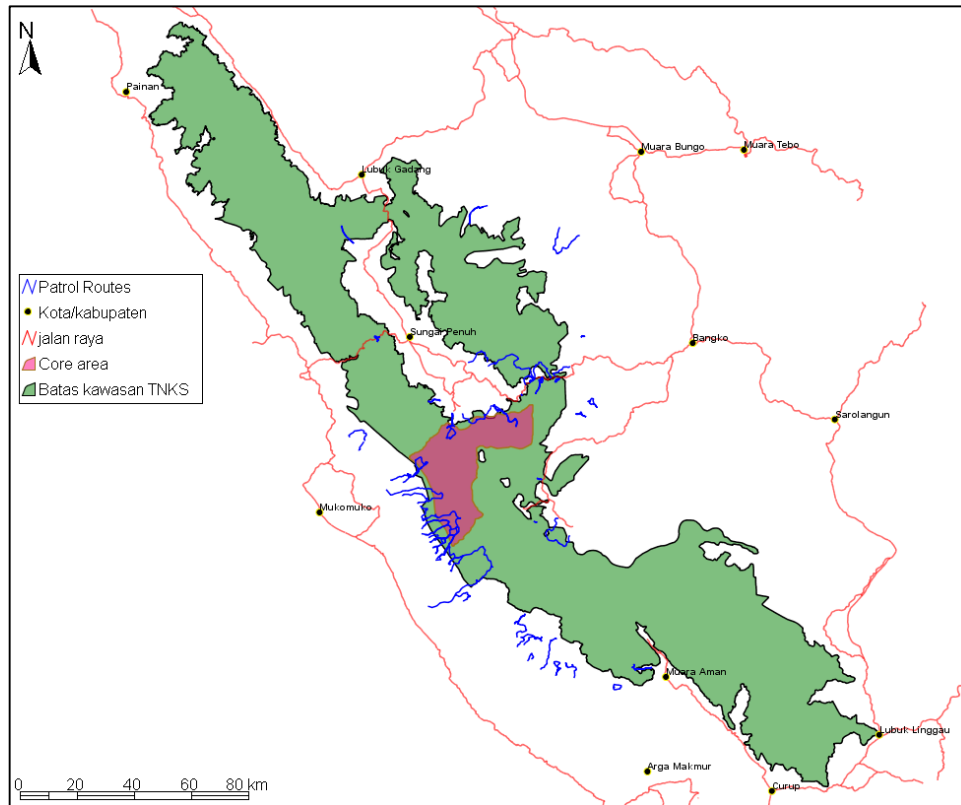 N
Painan
Muara Bungo
Muara Tebo
Lubuk Gadang
Patrol Routes
Kota/kabupaten
jalan raya
Core area
Batas kawasan TNKS
Sungai Penuh
Bangko
Sarolangun
Mukomuko
Muara Aman
Lubuk Linggau
Arga Makmur
Curup
0 20 40 60 80 km